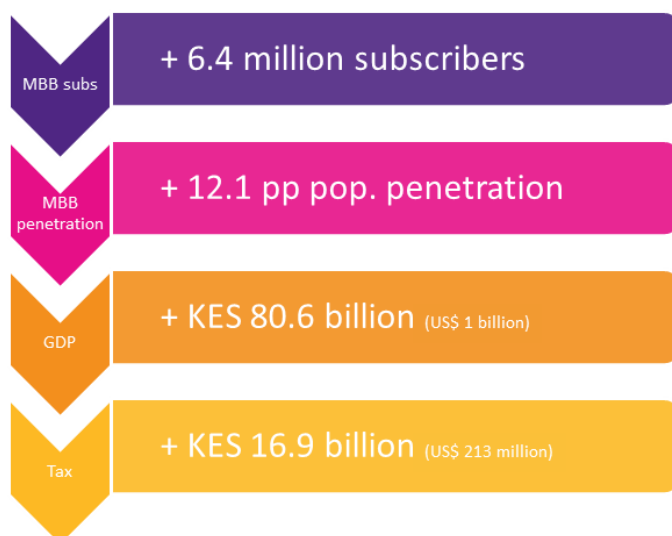 MBB subs
+ 6.4 million subscribers
MBB
penetration
+ 12.1 pp pop. penetration
GDP
+ KES 80.6 billion (US$ 1 billion)
Tax
+ KES 16.9 billion (US$ 213 million)